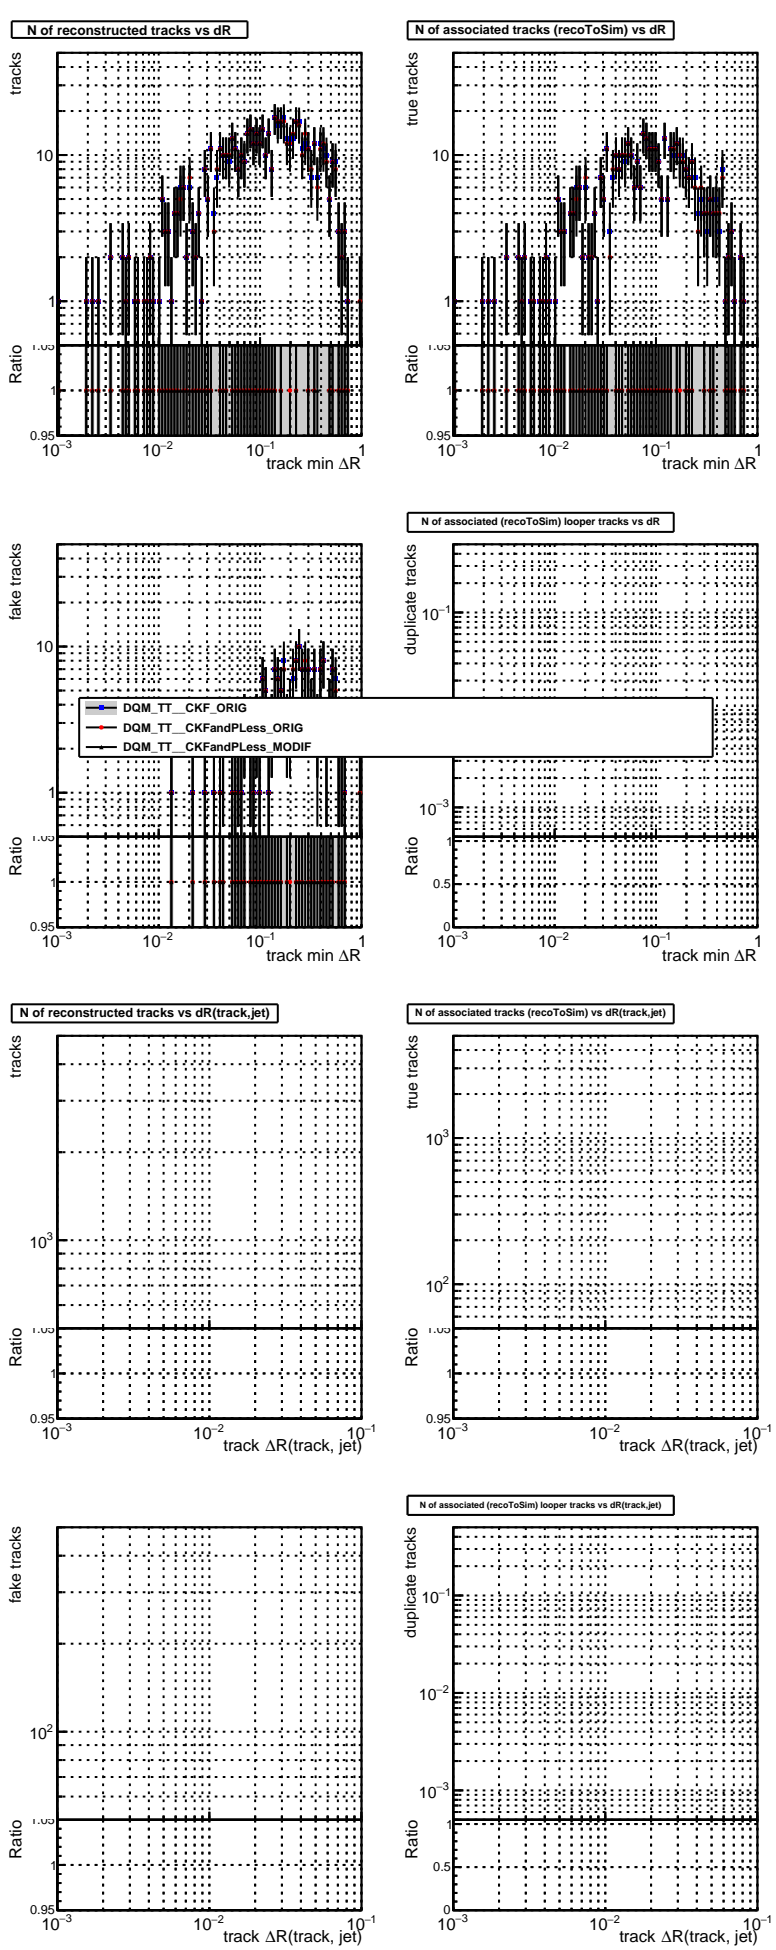 N of reconstructed tracks vs dR
tracks
10
1
Ratio
1.05
1
0.95
10⁻³
10⁻²
10⁻¹
1
track min ΔR
N of associated tracks (recoToSim) vs dR
true tracks
10
1
Ratio
1.05
1
0.95
10⁻³
10⁻²
10⁻¹
1
track min ΔR
fake tracks
10
1
Ratio
1.05
1
0.95
10⁻³
10⁻²
10⁻¹
1
track min ΔR
N of associated (recoToSim) looper tracks vs dR
duplicate tracks
10⁻¹
10⁻³
Ratio
1
0.5
0
10⁻³
10⁻²
10⁻¹
1
track min ΔR
DQM_TT__CKF_ORIG
DQM_TT__CKFandPLess_ORIG
DQM_TT__CKFandPLess_MODIF
N of reconstructed tracks vs dR(track,jet)
tracks
10³
Ratio
1.05
1
0.95
10⁻³
10⁻²
10⁻¹
track ΔR(track, jet)
N of associated tracks (recoToSim) vs dR(track,jet)
true tracks
10³
10²
Ratio
1.05
1
0.95
10⁻³
10⁻²
10⁻¹
track ΔR(track, jet)
fake tracks
10²
Ratio
1.05
1
0.95
10⁻³
10⁻²
10⁻¹
track ΔR(track, jet)
N of associated (recoToSim) looper tracks vs dR(track,jet)
duplicate tracks
10⁻¹
10⁻²
10⁻³
Ratio
1
0.5
0
10⁻³
10⁻²
10⁻¹
track ΔR(track, jet)